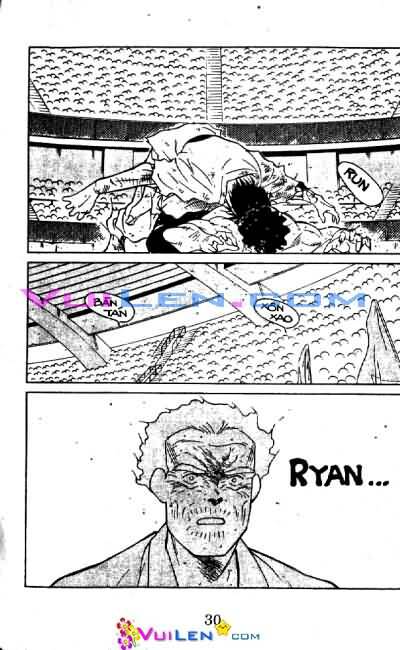 RUN
VUILEN.COM
BÀN
TÁN
XÔN
XAO
RYAN...
30
VUILEN.COM